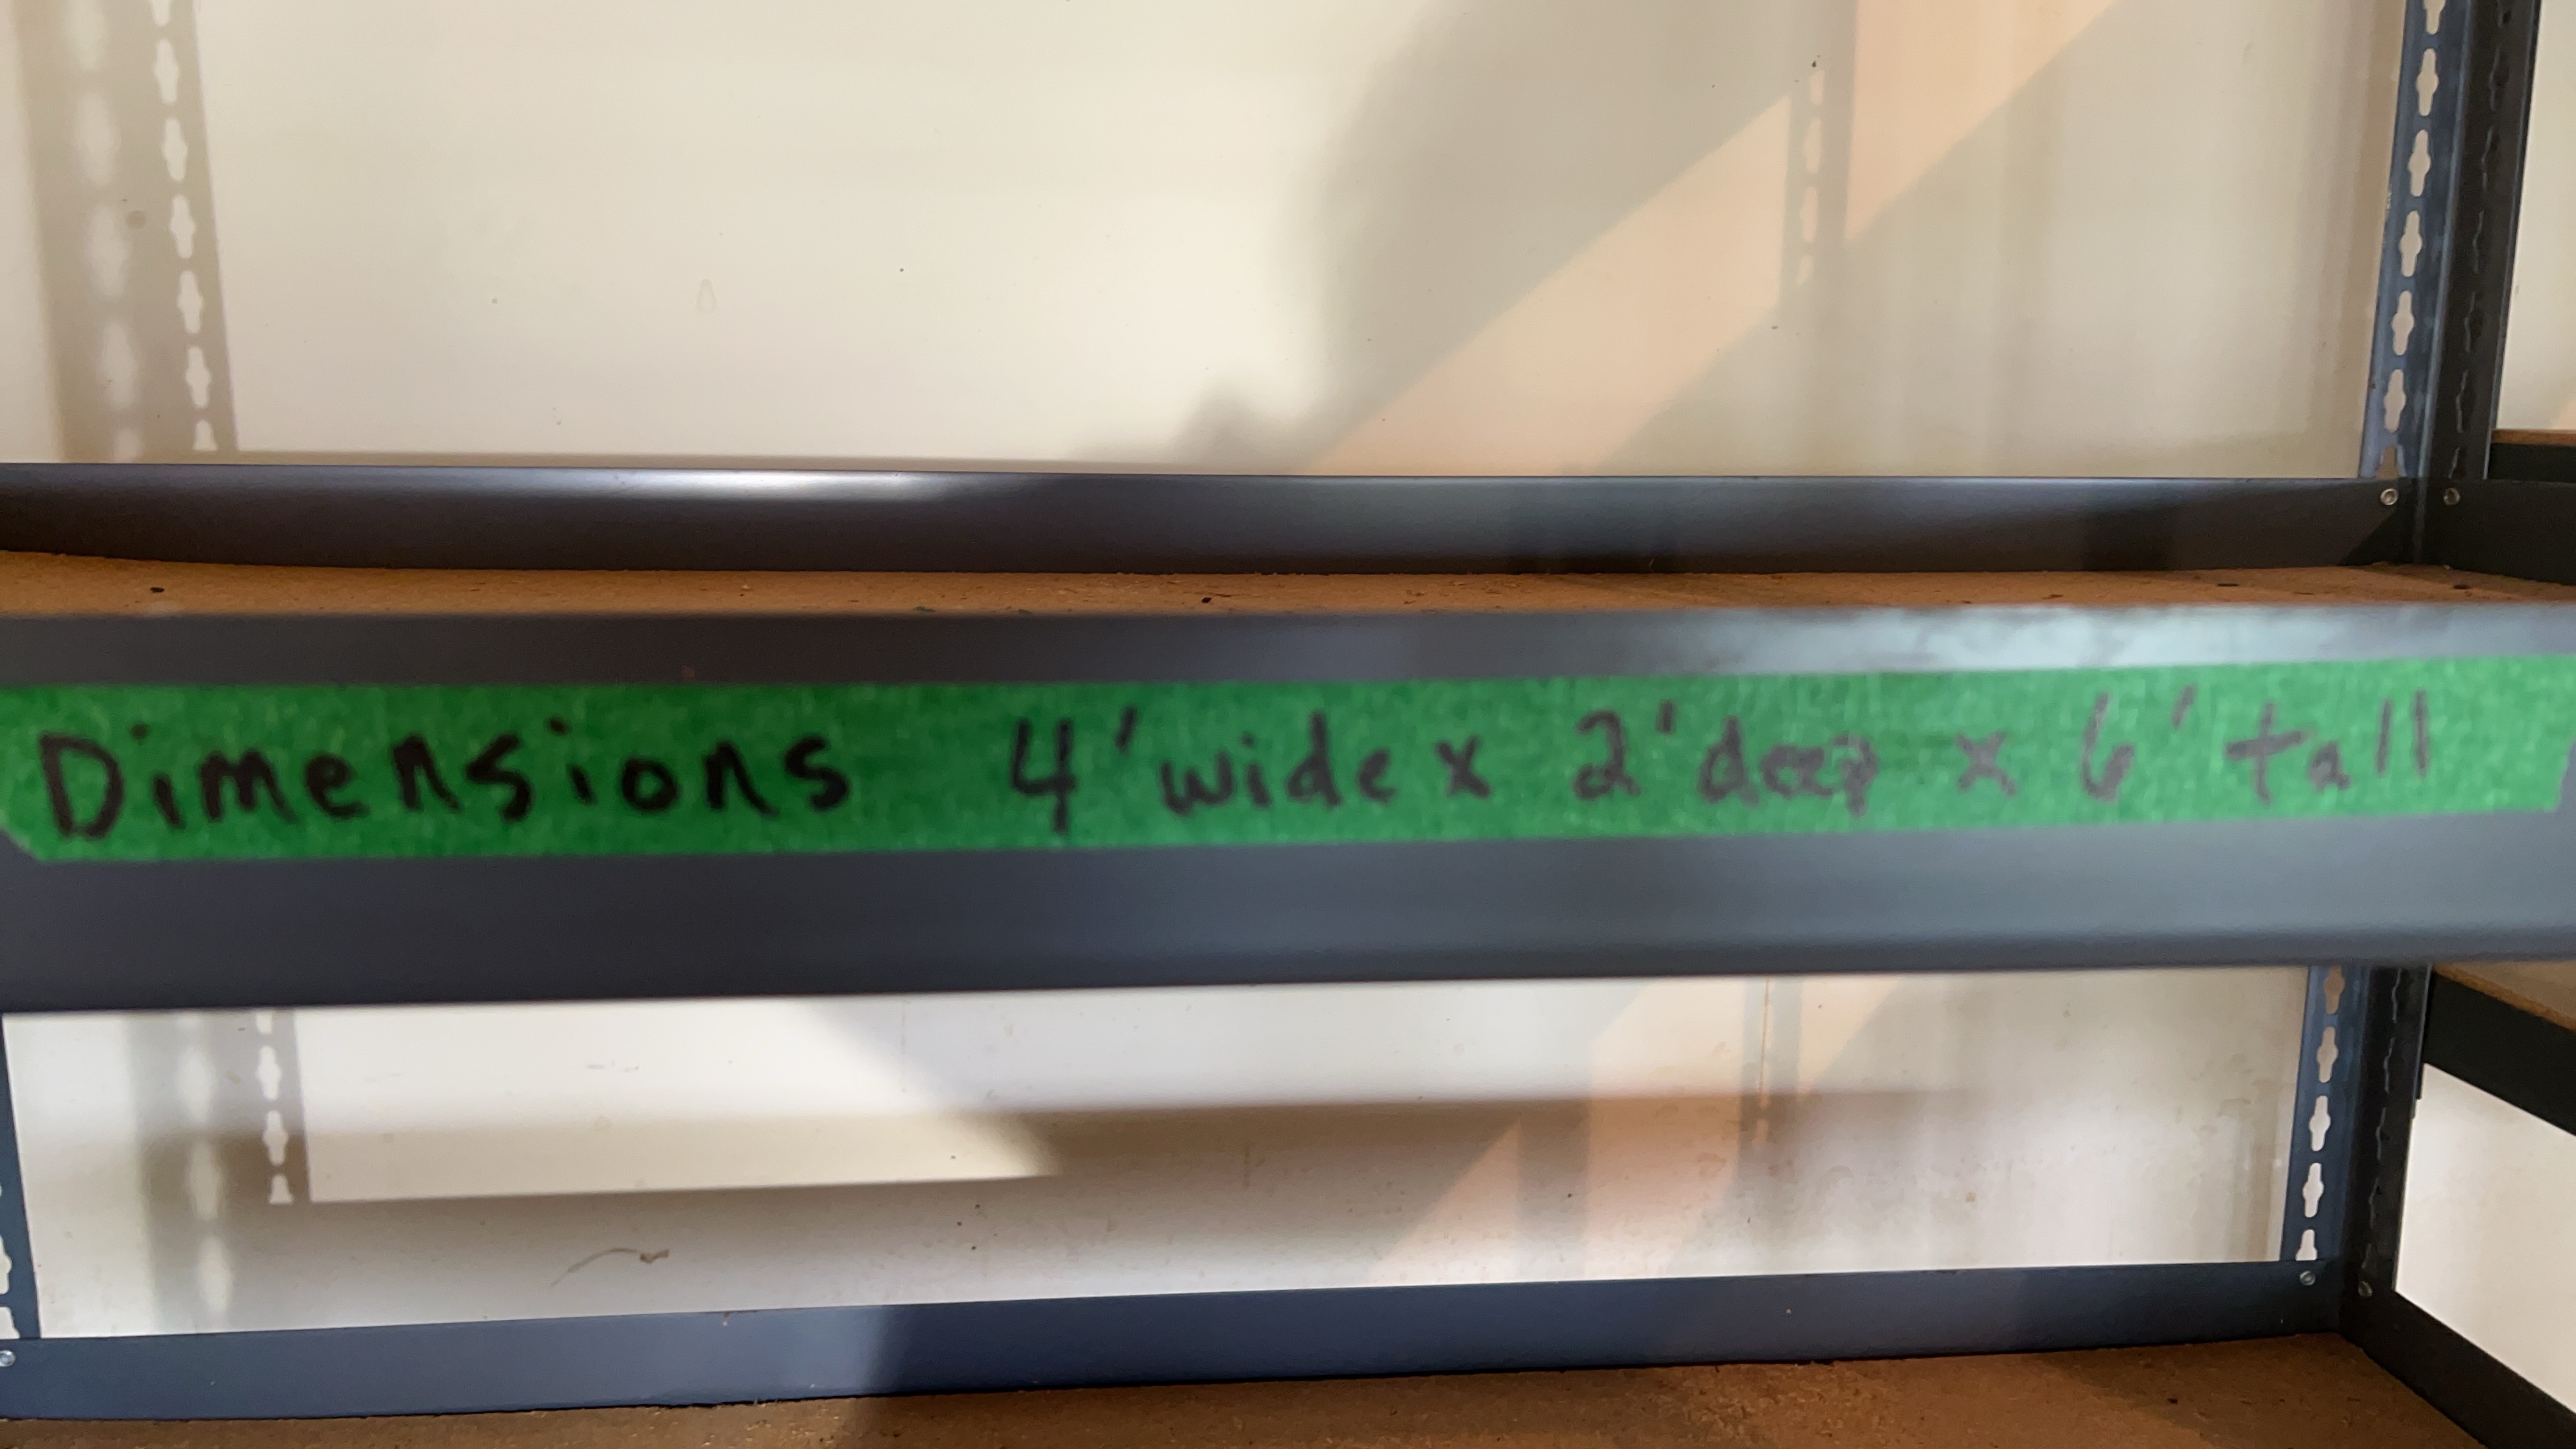 Dimensions 4' wide x 2' deep x 6' tall